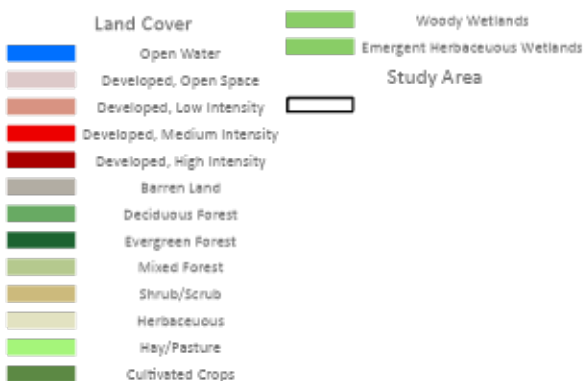 Land Cover
Open Water
Developed, Open Space
Developed, Low Intensity
Developed, Medium Intensity
Developed, High Intensity
Barren Land
Deciduous Forest
Evergreen Forest
Mixed Forest
Shrub/Scrub
Herbaceuous
Hay/Pasture
Cultivated Crops
Woody Wetlands
Emergent Herbaceuous Wetlands
Study Area